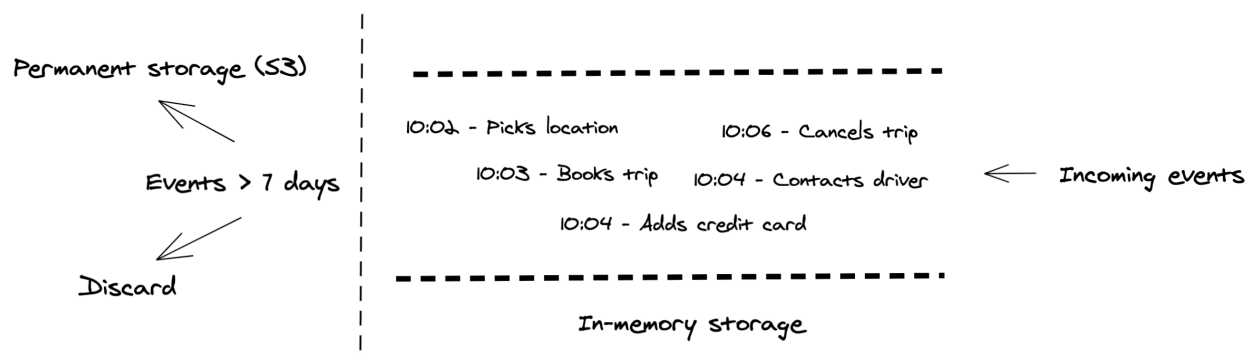 Permanent storage (S3)
Events > 7 days
Discard
10:02 - Picks location
10:06 - Cancels trip
10:03 - Books trip
10:04 - Contacts driver
10:04 - Adds credit card
In-memory storage
Incoming events